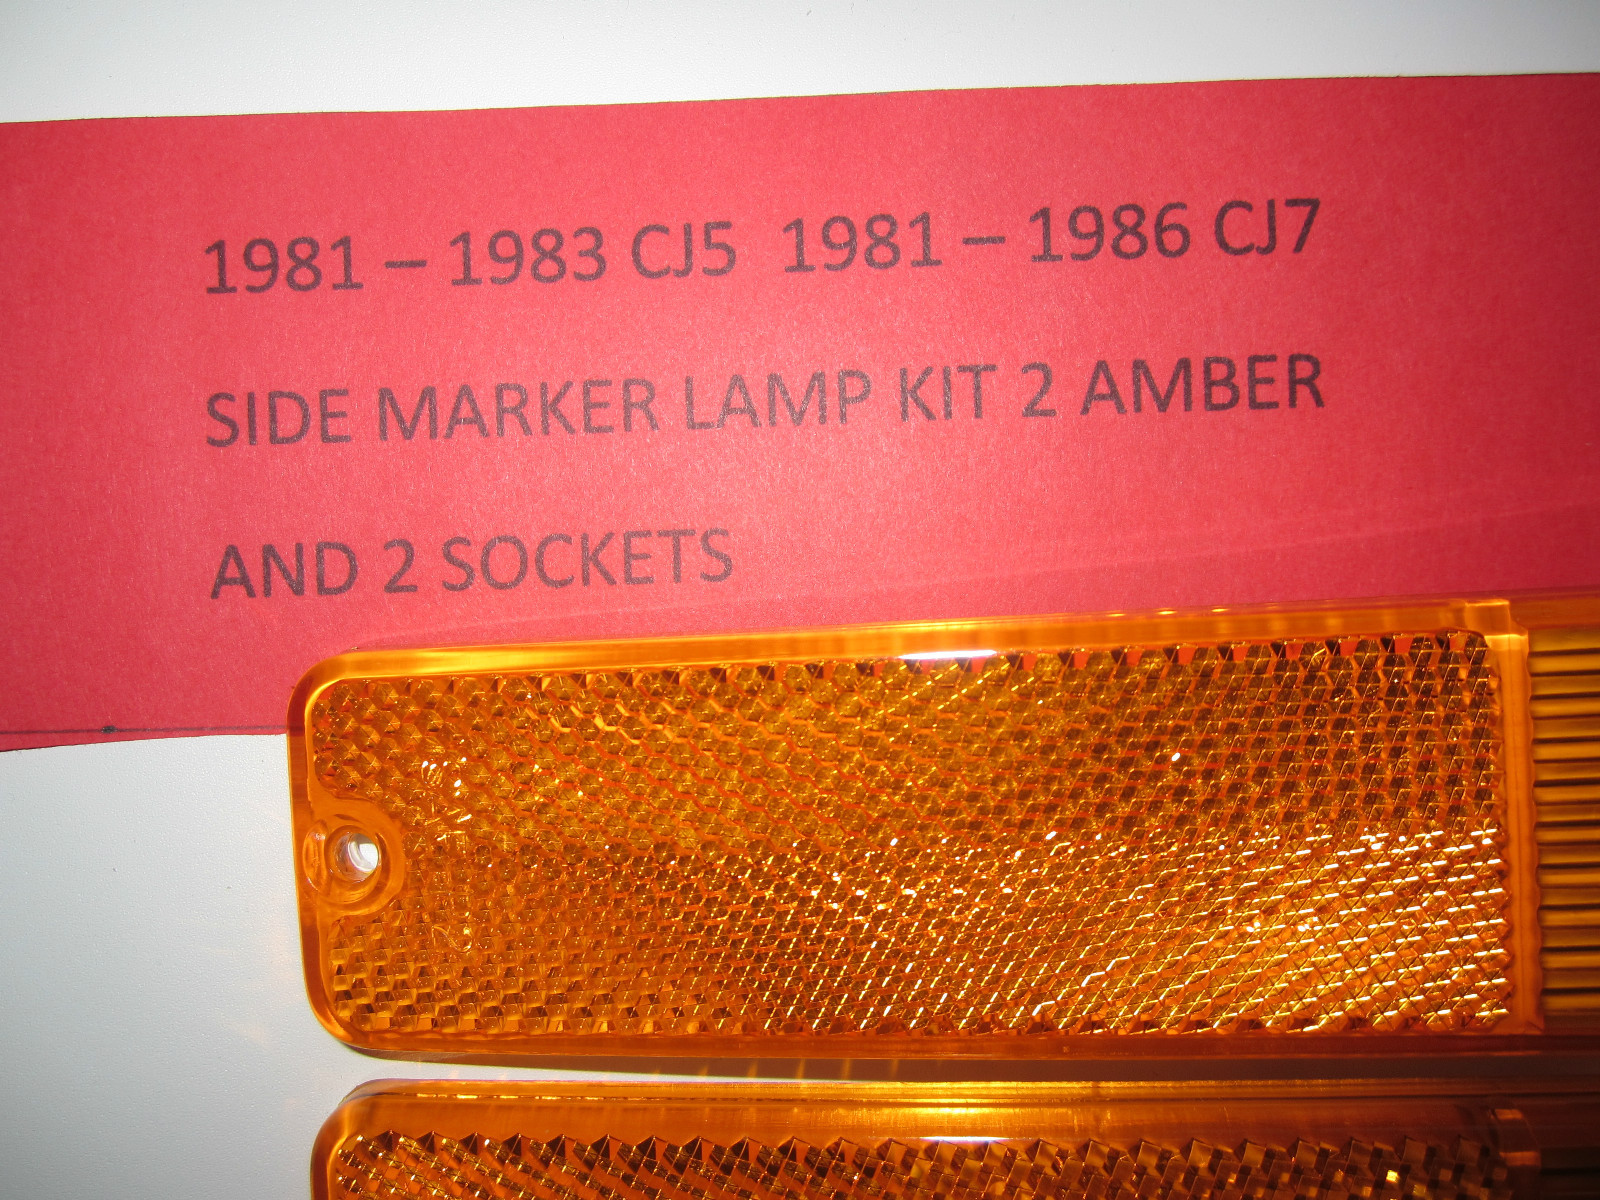 1981 – 1983 CJ5 1981 – 1986 CJ7
SIDE MARKER LAMP KIT 2 AMBER
AND 2 SOCKETS